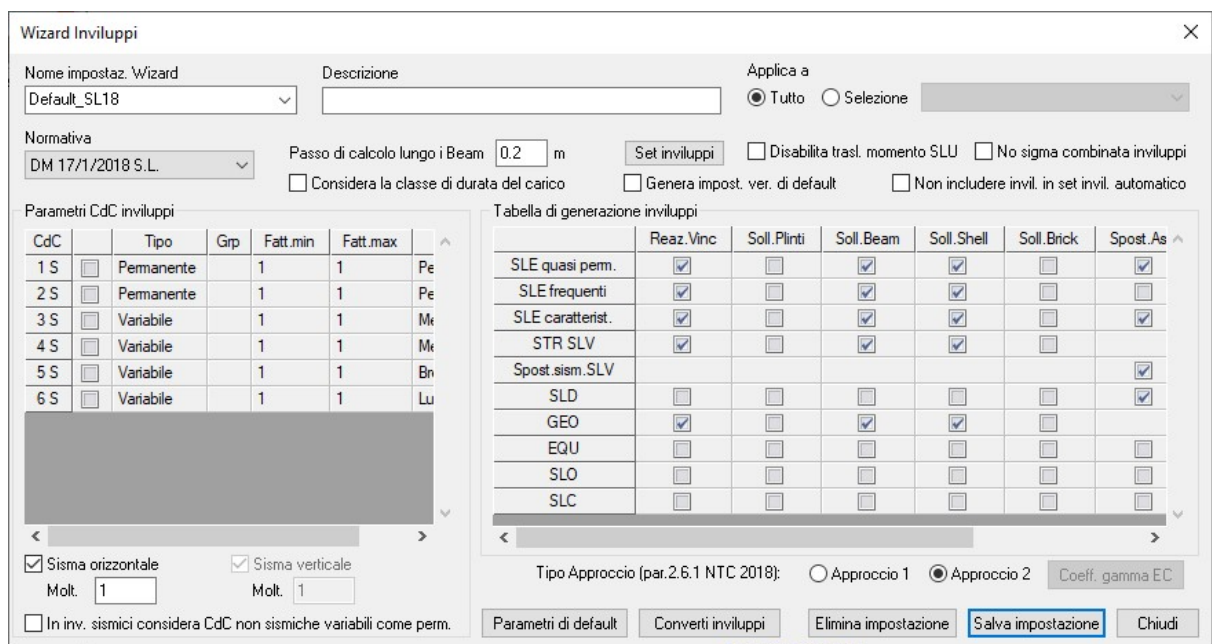 Wizard Inviluppi
Nome impostaz. Wizard Descrizione Applica a
Default_SL18 Tutto Selezione
Normativa
DM 17/1/2018 S.L. Passo di calcolo lungo i Beam 0.2 m Set inviluppi Disabilita trasl. momento SLU No sigma combinata inviluppi
Considera la classe di durata del carico Genera impost. ver. di default Non includere invil. in set invil. automatico
Parametri CdC inviluppi
CdC Tipo Grp Fatt.min Fatt.max
1 S Permanente 1 1 Pe
2 S Permanente 1 1 Pe
3 S Variabile 1 1 Me
4 S Variabile 1 1 Me
5 S Variabile 1 1 Bre
6 S Variabile 1 1 Lu
Sisma orizzontale Sisma verticale
Molt. 1 Molt. 1
In inv. sismici considera CdC non sismiche variabili come perm.
Tabella di generazione inviluppi
Reaz.Vinc Soll.Plinti Soll.Beam Soll.Shell Soll.Brick Spost.As
SLE quasi perm.
SLE frequenti
SLE caratterist.
STR SLV
Spost.sism.SLV
SLD
GEO
EQU
SLO
SLC
Tipo Approccio (par.2.6.1 NTC 2018): Approccio 1 Approccio 2 Coeff. gamma EC
Parametri di default Converti inviluppi Elimina impostazione Salva impostazione Chiudi